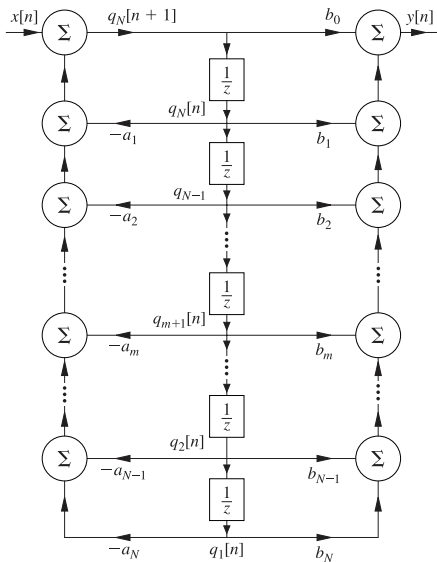 x[n] q_N[n + 1] b_0 y[n]
Σ Σ
1/z
q_N[n]
Σ −a_1 b_1 Σ
1/z
q_{N−1}
Σ −a_2 b_2 Σ
1/z
q_{m+1}[n]
Σ −a_m b_m Σ
1/z
q_2[n]
Σ −a_{N−1} b_{N−1} Σ
1/z
−a_N q_1[n] b_N